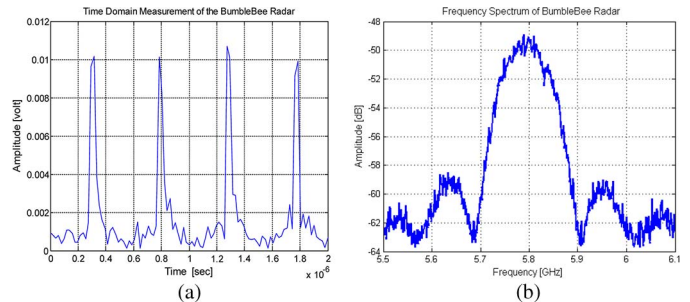 Time Domain Measurement of the BumbleBee Radar
0.012
0.01
0.008
0.006
0.004
0.002
0
Amplitude [volt]
0 0.2 0.4 0.6 0.8 1 1.2 1.4 1.6 1.8 2
Time [sec]
x 10^-6
(a)
Frequency Spectrum of BumbleBee Radar
-48
-50
-52
-54
-56
-58
-60
-62
-64
Amplitude [dB]
5.5 5.6 5.7 5.8 5.9 6 6.1
Frequency [GHz]
(b)